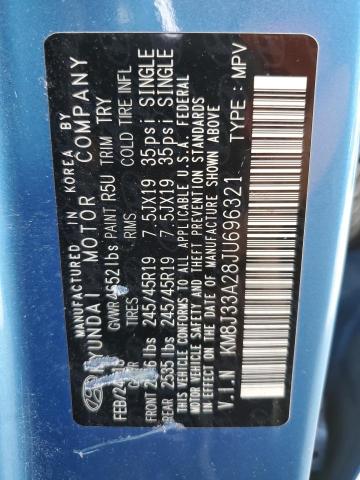 MANUFACTURED IN KOREA BY
HYUNDAI MOTOR COMPANY
GVWR 4652lbs PAINT R5U TRIM TRY
TIRES RIMS COLD TIRE INFL
FRONT lbs 245/45R19 7.5JX19 35psi SINGLE
REAR 2535 lbs 245/45R19 7.5JX19 35psi SINGLE
THIS VEHICLE CONFORMS TO ALL APPLICABLE U.S.A. FEDERAL
MOTOR VEHICLE SAFETY AND THEFT PREVENTION STANDARDS
IN EFFECT ON THE DATE OF MANUFACTURE SHOWN ABOVE.
V.I.N : KM8J33A28JU696321 TYPE : MPV